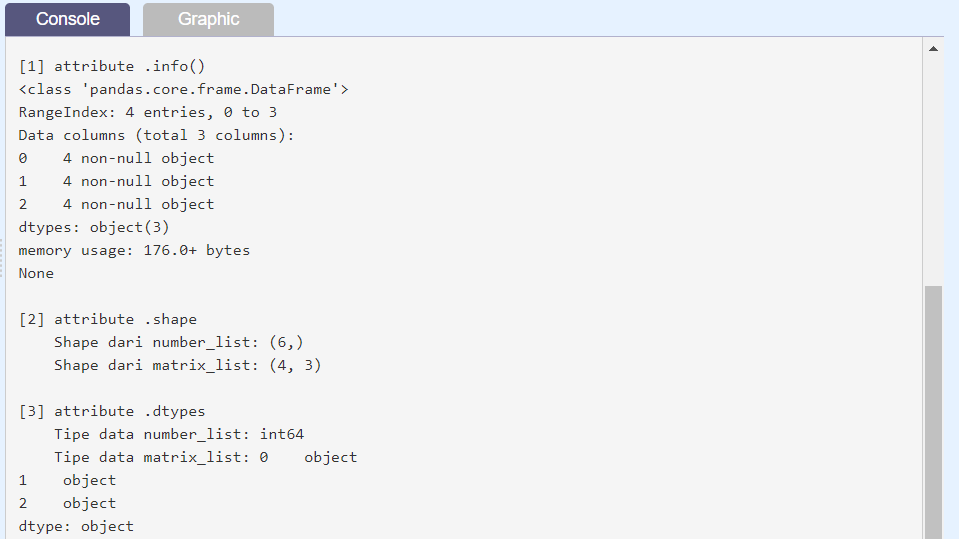 Console
Graphic
[1] attribute .info()
<class 'pandas.core.frame.DataFrame'>
RangeIndex: 4 entries, 0 to 3
Data columns (total 3 columns):
0    4 non-null object
1    4 non-null object
2    4 non-null object
dtypes: object(3)
memory usage: 176.0+ bytes
None

[2] attribute .shape
    Shape dari number_list: (6,)
    Shape dari matrix_list: (4, 3)

[3] attribute .dtypes
    Tipe data number_list: int64
    Tipe data matrix_list: 0    object
1    object
2    object
dtype: object